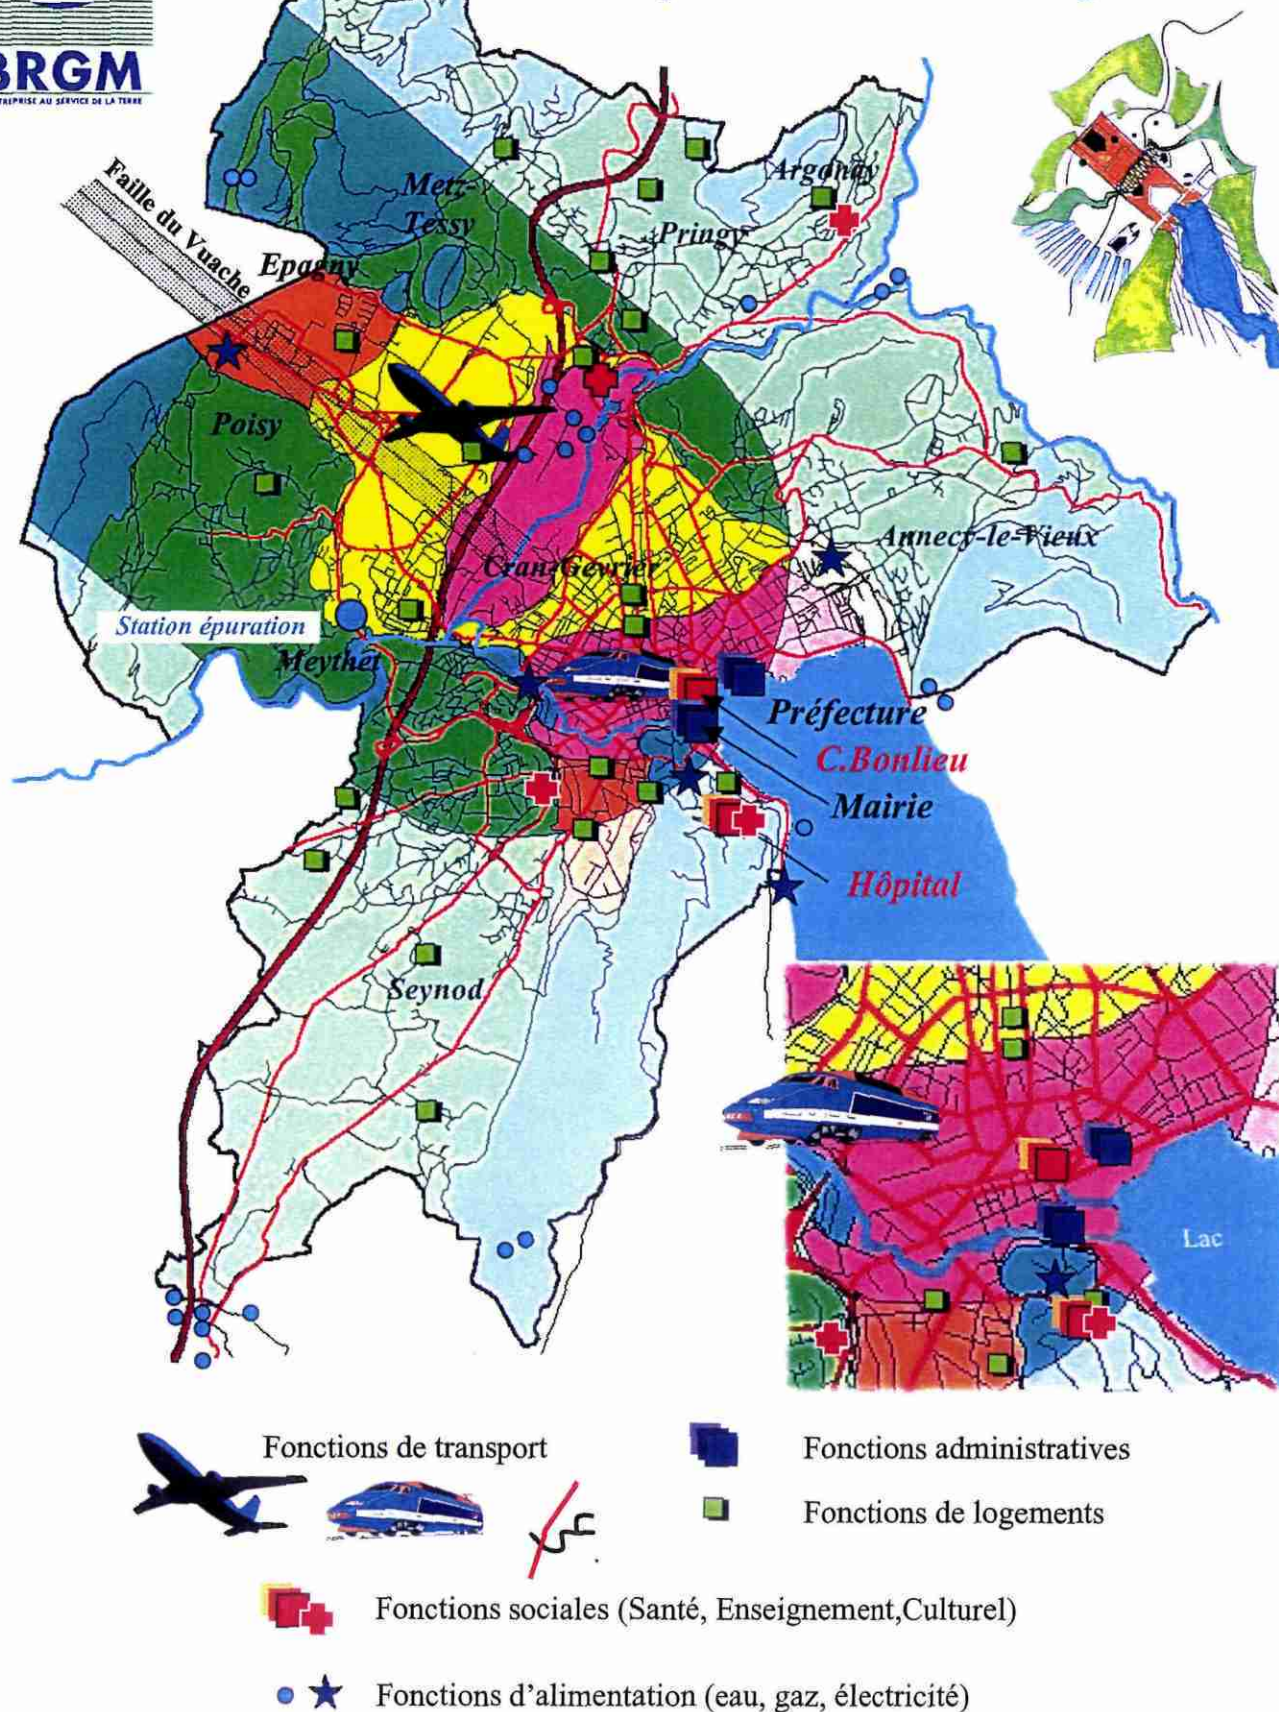 BRGM
Faille du Vuache
Metz-
Tessy
Argonay
Pringy
Epagny
Poisy
Annecy-le-Vieux
Cran-Gevrier
Station épuration
Meythet
Préfecture
C.Bonlieu
Mairie
Hôpital
Seynod
Lac
Fonctions de transport
Fonctions administratives
Fonctions de logements
Fonctions sociales (Santé, Enseignement,Culturel)
Fonctions d'alimentation (eau, gaz, électricité)